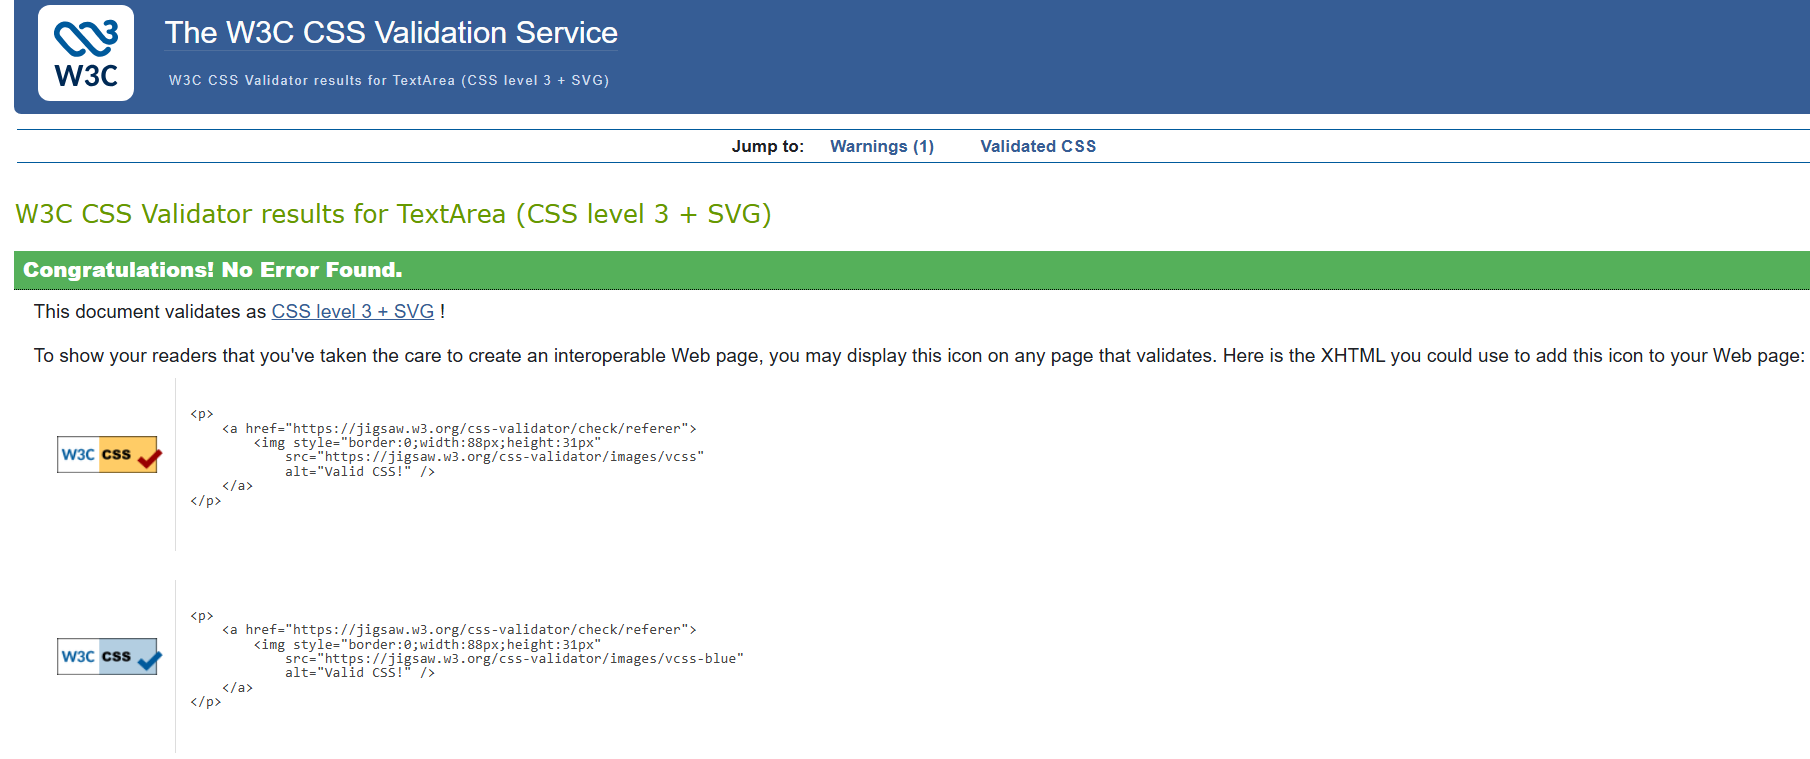 W3C
The W3C CSS Validation Service
W3C CSS Validator results for TextArea (CSS level 3 + SVG)
Jump to: Warnings (1) Validated CSS
W3C CSS Validator results for TextArea (CSS level 3 + SVG)
Congratulations! No Error Found.
This document validates as CSS level 3 + SVG !
To show your readers that you've taken the care to create an interoperable Web page, you may display this icon on any page that validates. Here is the XHTML you could use to add this icon to your Web page:
W3C CSS
<p>
<a href="https://jigsaw.w3.org/css-validator/check/referer">
<img style="border:0;width:88px;height:31px"
src="https://jigsaw.w3.org/css-validator/images/vcss"
alt="Valid CSS!" />
</a>
</p>
W3C CSS
<p>
<a href="https://jigsaw.w3.org/css-validator/check/referer">
<img style="border:0;width:88px;height:31px"
src="https://jigsaw.w3.org/css-validator/images/vcss-blue"
alt="Valid CSS!" />
</a>
</p>